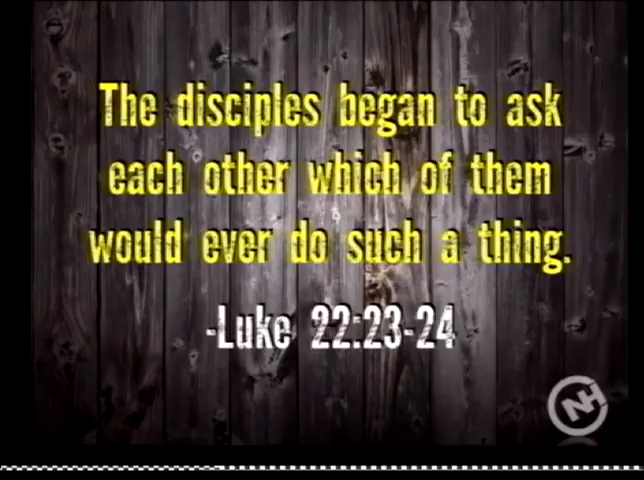 The disciples began to ask
each other which of them
would ever do such a thing.
-Luke 22:23-24
NH